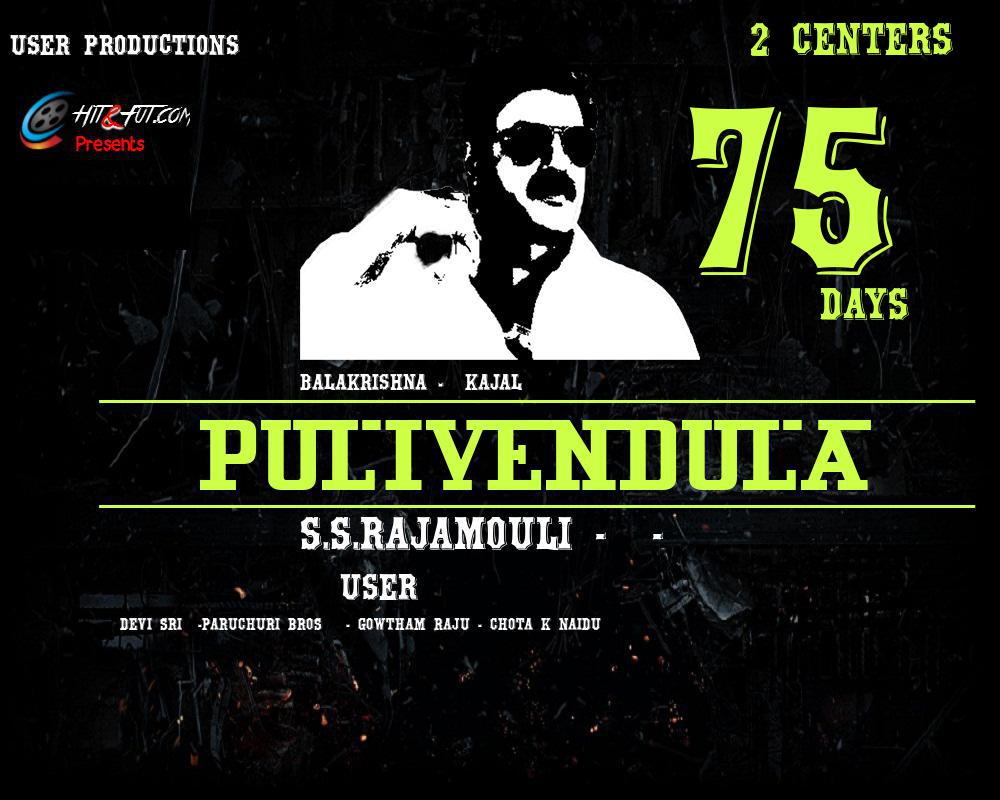 USER PRODUCTIONS
2 CENTERS
HIT&FUT.COM
Presents
75
DAYS
BALAKRISHNA - KAJAL
PULIVENDULA
S.S.RAJAMOULI - -
USER
DEVI SRI -PARUCHURI BROS - GOWTHAM RAJU - CHOTA K NAIDU